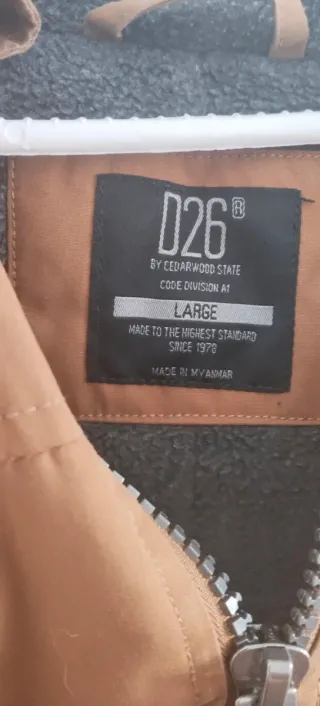 D26®
BY CEDARWOOD STATE
CODE DIVISION A1
LARGE
MADE TO THE HIGHEST STANDARD
SINCE 1978
MADE IN MYANMAR